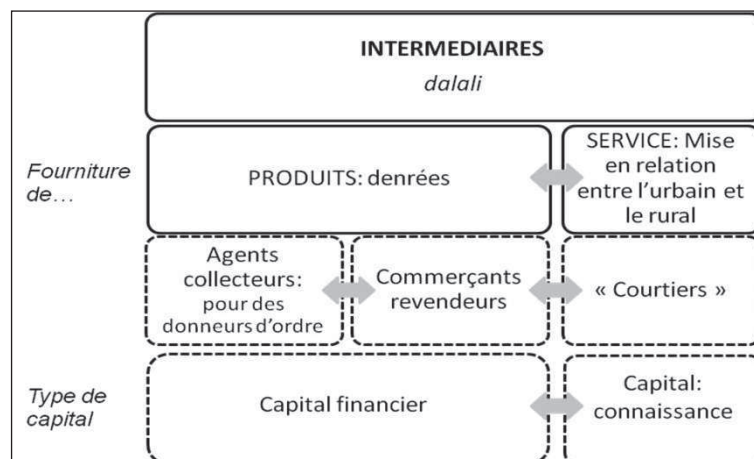 INTERMEDIAIRES
dalali
Fourniture
de…
PRODUITS: denrées
SERVICE: Mise
en relation
entre l'urbain et
le rural
Agents
collecteurs:
pour des
donneurs d'ordre
Commerçants
revendeurs
« Courtiers »
Type de
capital
Capital financier
Capital:
connaissance